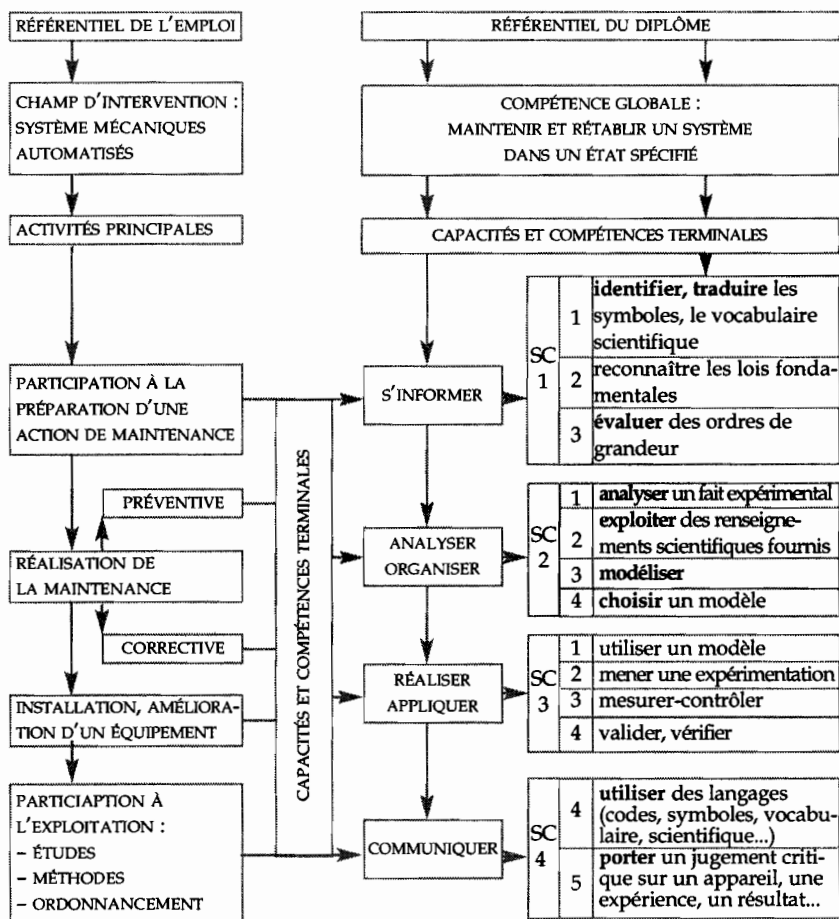 RÉFÉRENTIEL DE L'EMPLOI
CHAMP D'INTERVENTION :
SYSTÈME MÉCANIQUES
AUTOMATISÉS
ACTIVITÉS PRINCIPALES
PARTICIPATION À LA
PRÉPARATION D'UNE
ACTION DE MAINTENANCE
PRÉVENTIVE
RÉALISATION DE
LA MAINTENANCE
CORRECTIVE
INSTALLATION, AMÉLIORA-
TION D'UN ÉQUIPEMENT
PARTICIAPTION À
L'EXPLOITATION :
– ÉTUDES
– MÉTHODES
– ORDONNANCEMENT
CAPACITÉS ET COMPÉTENCES TERMINALES
RÉFÉRENTIEL DU DIPLÔME
COMPÉTENCE GLOBALE :
MAINTENIR ET RÉTABLIR UN SYSTÈME
DANS UN ÉTAT SPÉCIFIÉ
CAPACITÉS ET COMPÉTENCES TERMINALES
S'INFORMER
SC
1
1
identifier, traduire les
symboles, le vocabulaire
scientifique
2
reconnaître les lois fonda-
mentales
3
évaluer des ordres de
grandeur
ANALYSER
ORGANISER
SC
2
1
analyser un fait expérimental
2
exploiter des renseigne-
ments scientifiques fournis
3
modéliser
4
choisir un modèle
RÉALISER
APPLIQUER
SC
3
1
utiliser un modèle
2
mener une expérimentation
3
mesurer-contrôler
4
valider, vérifier
COMMUNIQUER
SC
4
4
utiliser des langages
(codes, symboles, vocabu-
laire, scientifique...)
5
porter un jugement criti-
que sur un appareil, une
expérience, un résultat...